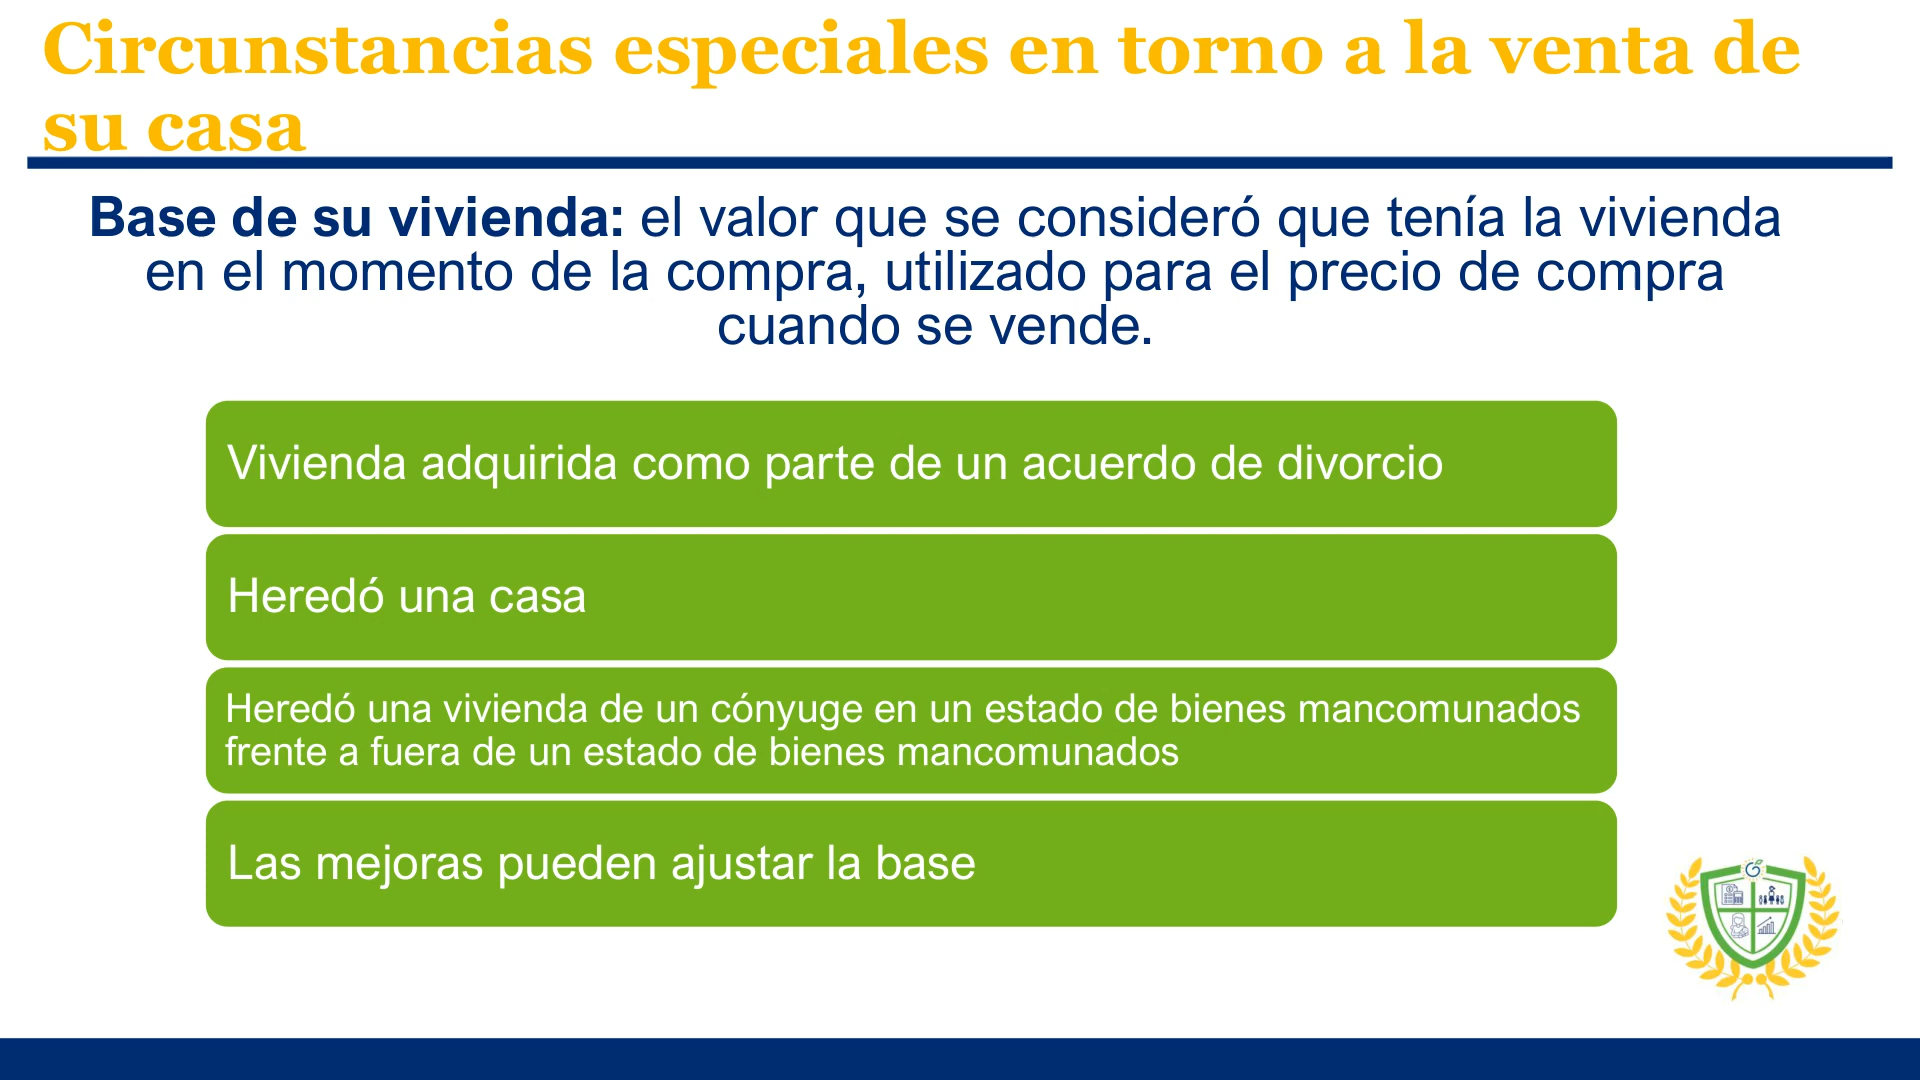 Circunstancias especiales en torno a la venta de
su casa
Base de su vivienda: el valor que se consideró que tenía la vivienda
en el momento de la compra, utilizado para el precio de compra
cuando se vende.
Vivienda adquirida como parte de un acuerdo de divorcio
Heredó una casa
Heredó una vivienda de un cónyuge en un estado de bienes mancomunados
frente a fuera de un estado de bienes mancomunados
Las mejoras pueden ajustar la base